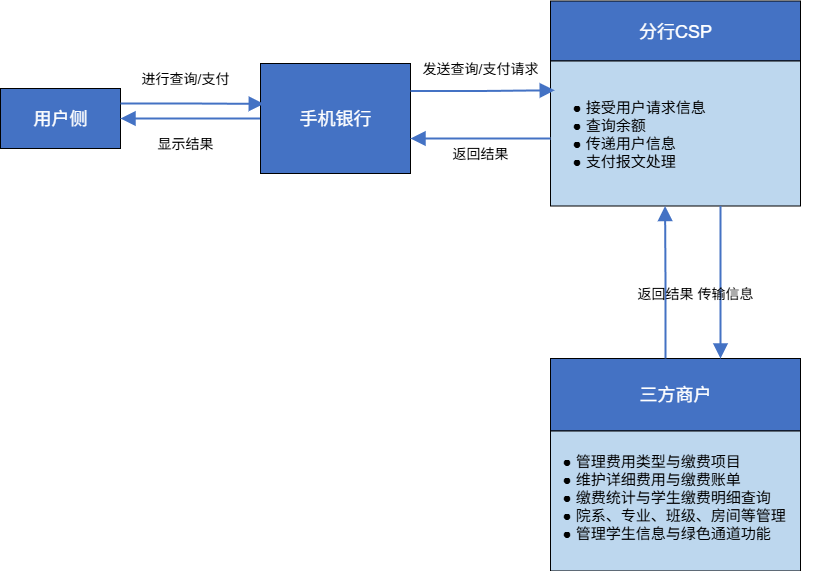 分行CSP
进行查询/支付
发送查询/支付请求
用户侧
手机银行
● 接受用户请求信息
● 查询余额
● 传递用户信息
● 支付报文处理
显示结果
返回结果
返回结果 传输信息
三方商户
● 管理费用类型与缴费项目
● 维护详细费用与缴费账单
● 缴费统计与学生缴费明细查询
● 院系、专业、班级、房间等管理
● 管理学生信息与绿色通道功能